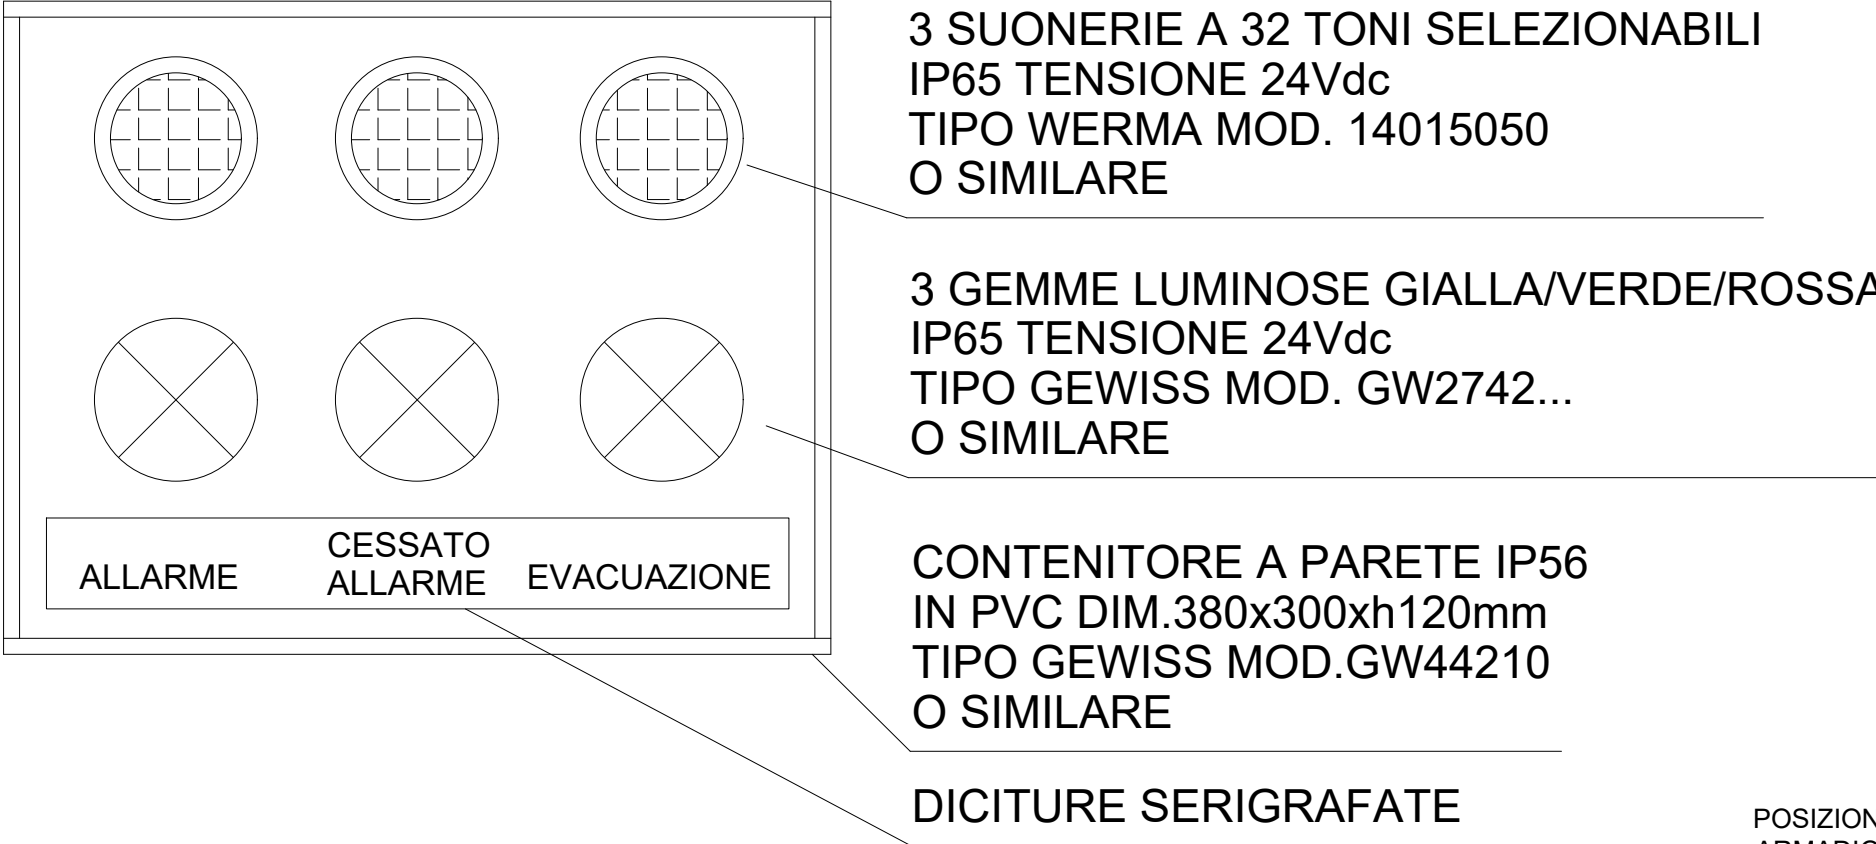 3 SUONERIE A 32 TONI SELEZIONABILI
IP65 TENSIONE 24Vdc
TIPO WERMA MOD. 14015050
O SIMILARE
3 GEMME LUMINOSE GIALLA/VERDE/ROSSA
IP65 TENSIONE 24Vdc
TIPO GEWISS MOD. GW2742...
O SIMILARE
ALLARME
CESSATO
ALLARME
EVACUAZIONE
CONTENITORE A PARETE IP56
IN PVC DIM.380x300xh120mm
TIPO GEWISS MOD.GW44210
O SIMILARE
DICITURE SERIGRAFATE
POSIZION